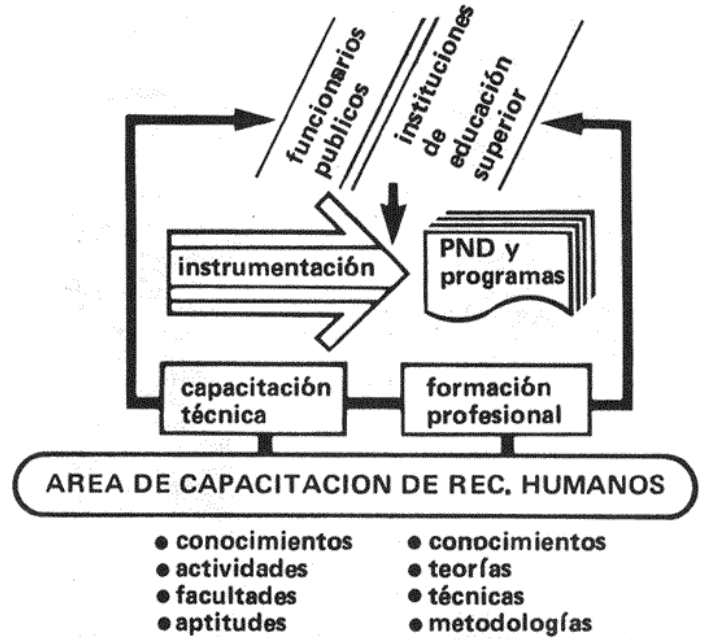 funcionarios
publicos
instituciones
de
educación
superior
instrumentación
PND y
programas
capacitación
técnica
formación
profesional
AREA DE CAPACITACION DE REC. HUMANOS
● conocimientos
● actividades
● facultades
● aptitudes
● conocimientos
● teorías
● técnicas
● metodologías